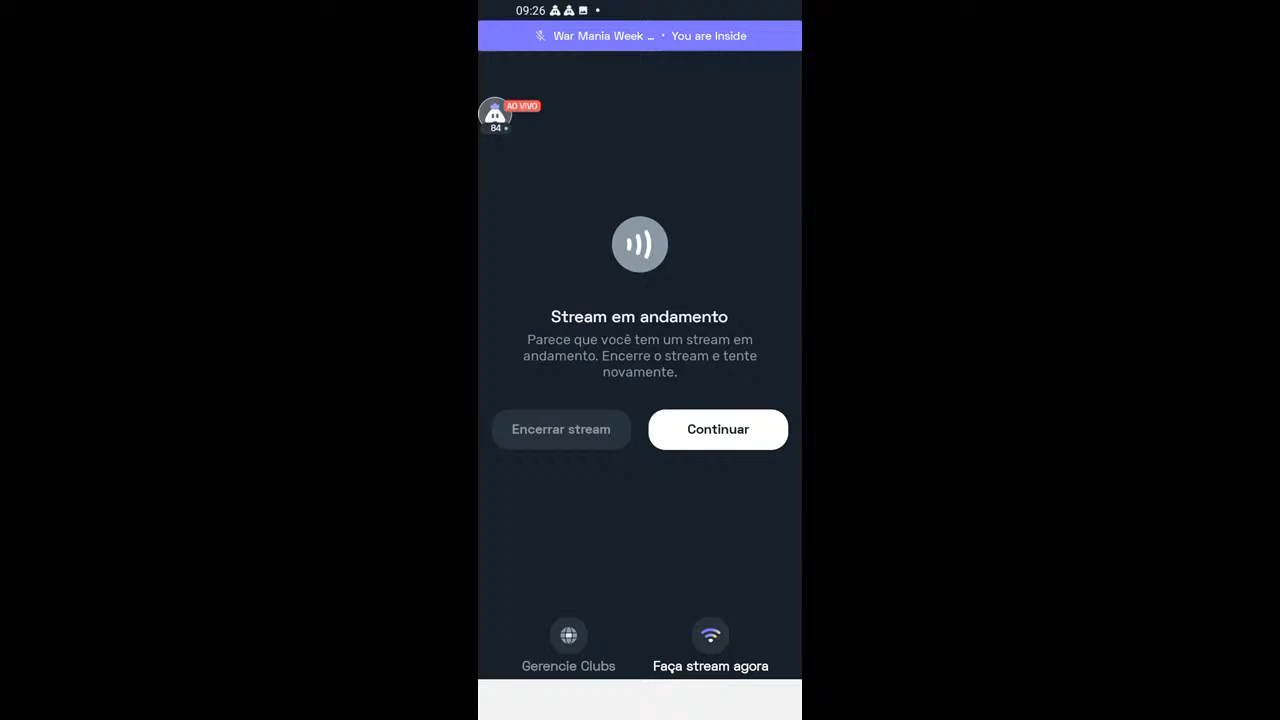 09:26
War Mania Week ... • You are Inside
AO VIVO
84
Stream em andamento
Parece que você tem um stream em
andamento. Encerre o stream e tente
novamente.
Encerrar stream
Continuar
Gerencie Clubs
Faça stream agora